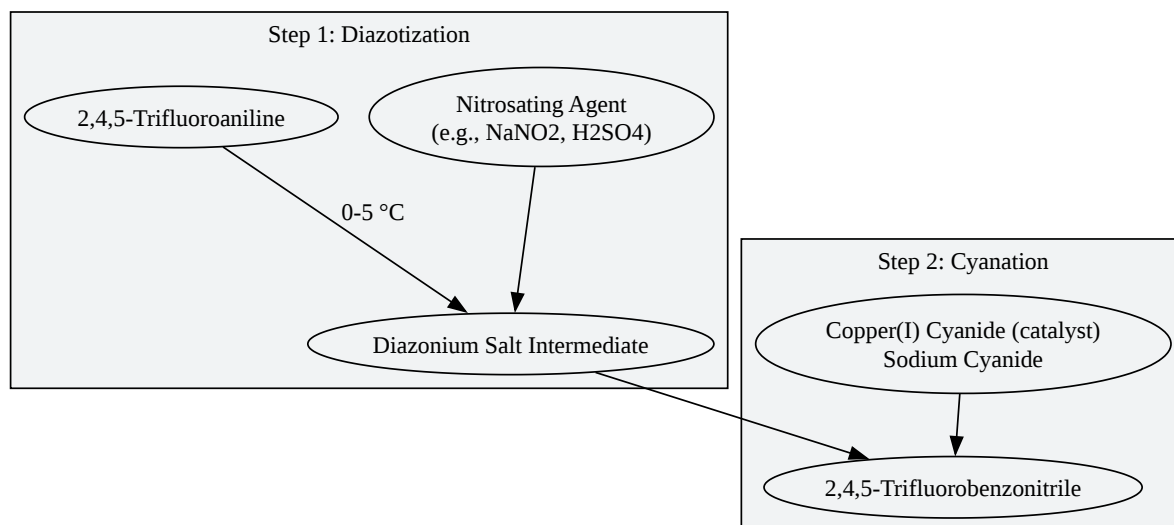 Step 1: Diazotization
2,4,5-Trifluoroaniline
Nitrosating Agent
(e.g., NaNO2, H2SO4)
0-5 °C
Diazonium Salt Intermediate
Step 2: Cyanation
Copper(I) Cyanide (catalyst)
Sodium Cyanide
2,4,5-Trifluorobenzonitrile